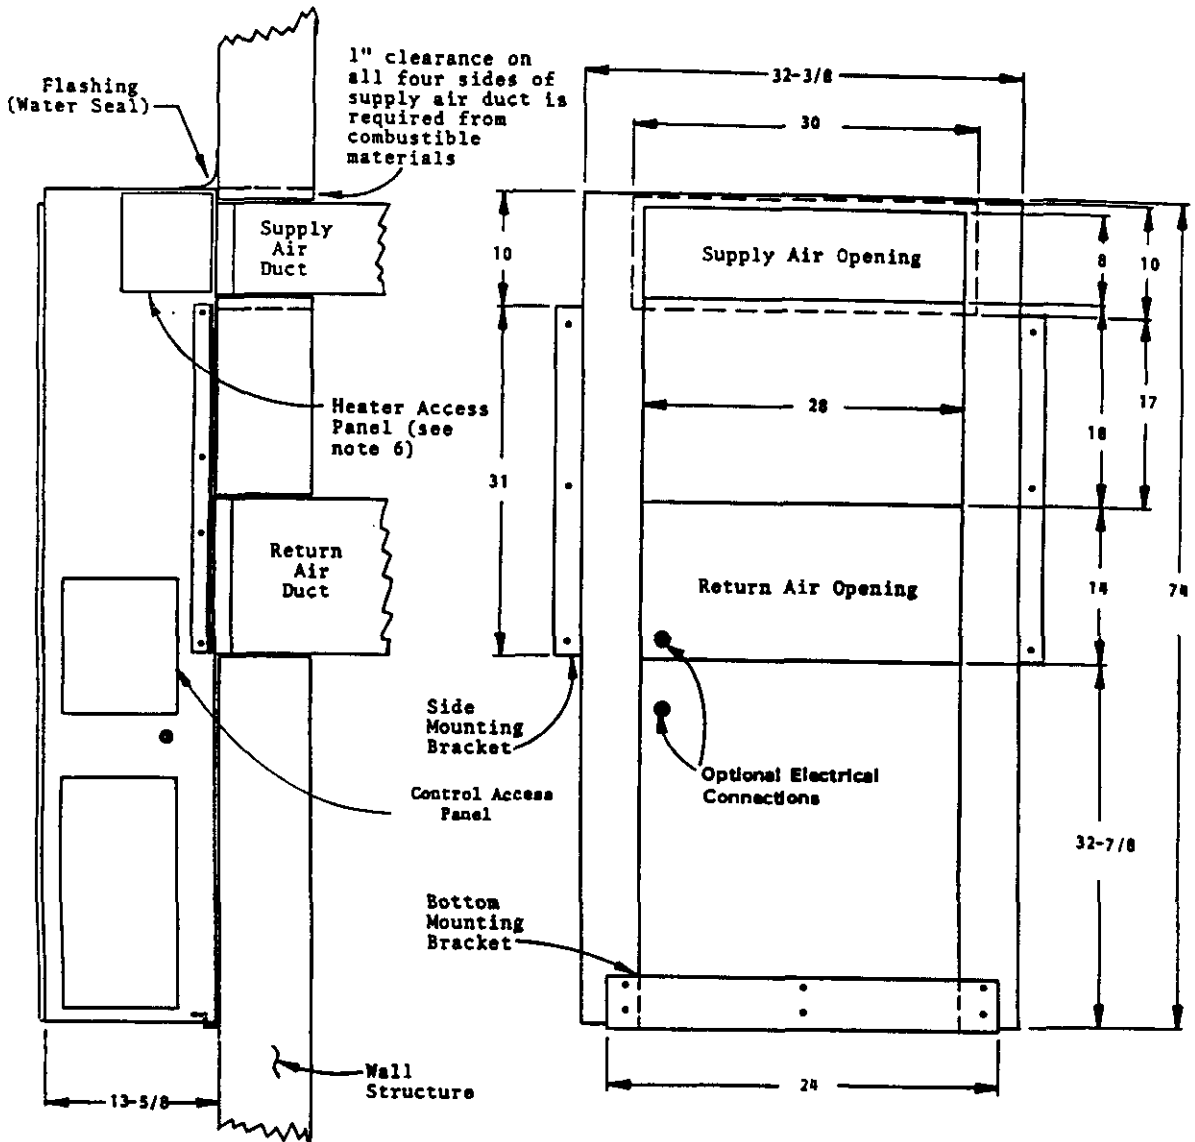 Flashing
(Water Seal)
1" clearance on
all four sides of
supply air duct is
required from
combustible
materials
32-3/8
30
Supply
Air
Duct
10
Supply Air Opening
8
10
Heater Access
Panel (see
note 6)
28
17
18
31
Return
Air
Duct
Return Air Opening
14
74
Side
Mounting
Bracket
Optional Electrical
Connections
Control Access
Panel
32-7/8
Bottom
Mounting
Bracket
Wall
Structure
13-5/8
24